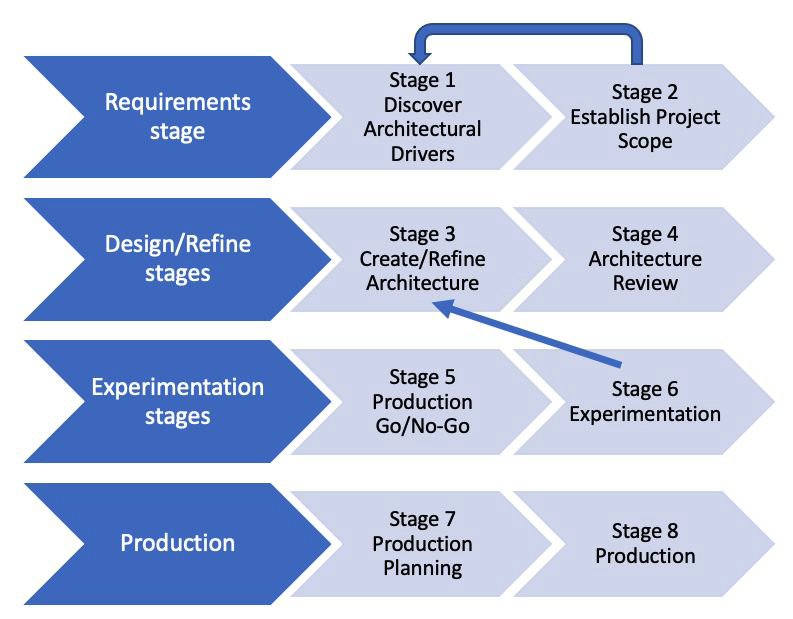 Requirements
stage
Stage 1
Discover
Architectural
Drivers
Stage 2
Establish Project
Scope
Design/Refine
stages
Stage 3
Create/Refine
Architecture
Stage 4
Architecture
Review
Experimentation
stages
Stage 5
Production
Go/No-Go
Stage 6
Experimentation
Production
Stage 7
Production
Planning
Stage 8
Production